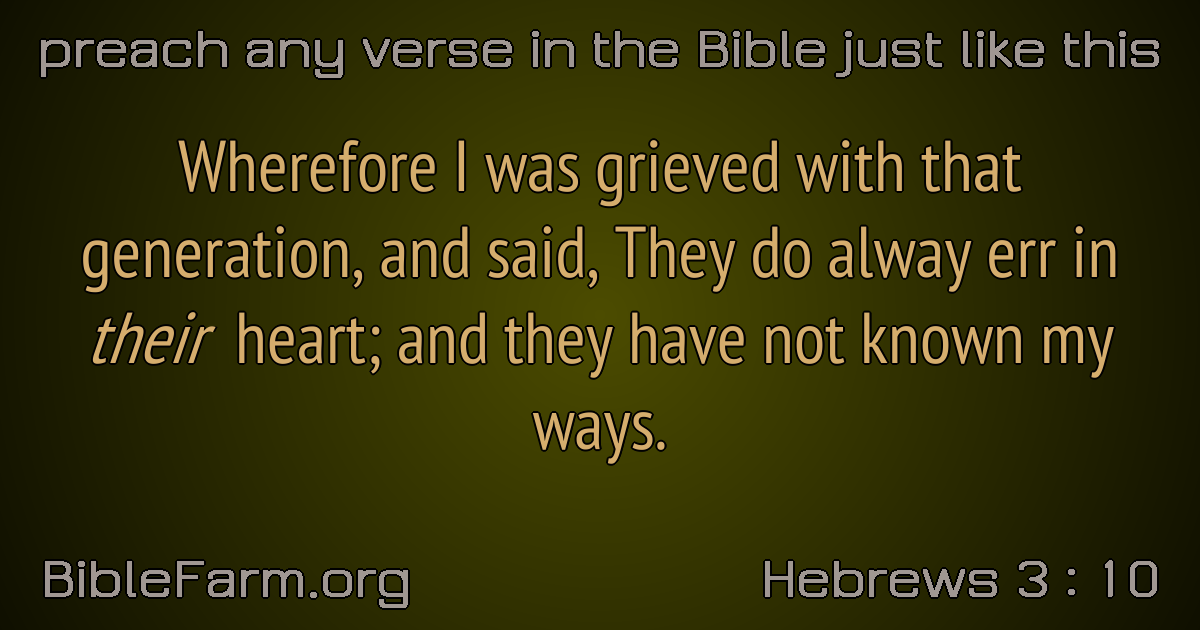 preach any verse in the Bible just like this
Wherefore I was grieved with that
generation, and said, They do alway err in
their heart; and they have not known my
ways.
BibleFarm.org
Hebrews 3 : 10